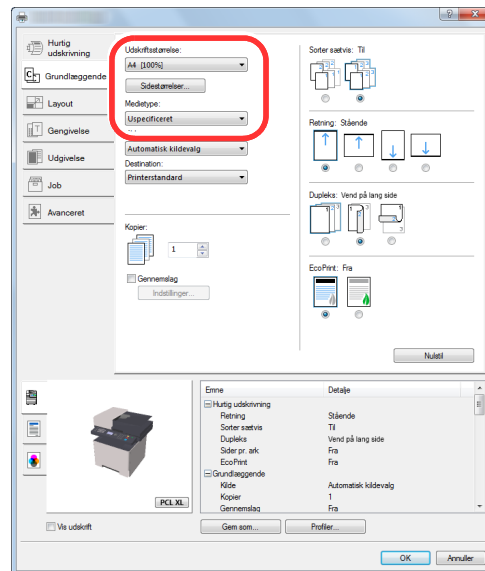 Hurtig
udskrivning
Grundlæggende
Layout
Gengivelse
Udgivelse
Job
Avanceret
Udskriftsstørrelse:
A4 [100%]
Sidestørrelser...
Medietype:
Uspecificeret
Automatisk kildevalg
Destination:
Printerstandard
Kopier:
1
Gennemslag
Indstillinger...
Sorter sætvis: Til
Retning: Stående
Dupleks: Vend på lang side
EcoPrint: Fra
Nulstil
PCL XL
Vis udskrift
Emne Detalje
Hurtig udskrivning
Retning Stående
Sorter sætvis Til
Dupleks Vend på lang side
Sider pr. ark Fra
EcoPrint Fra
Grundlæggende
Kilde Automatisk kildevalg
Kopier 1
Gennemslag Fra
Gem som... Profiler...
OK Annuller